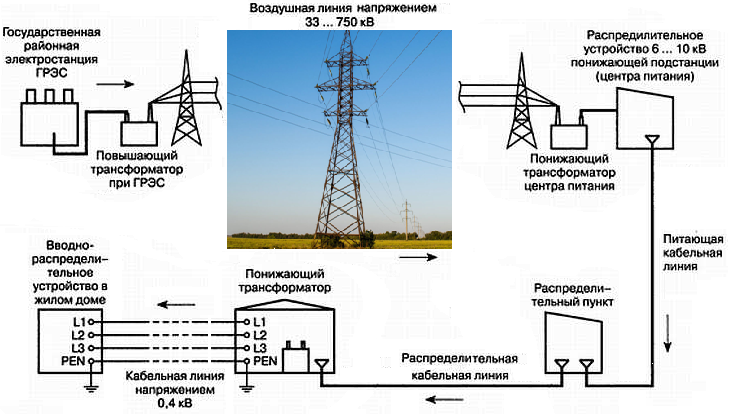 Воздушная линия напряжением
33 ... 750 кВ
Государственная
районная
электростанция
ГРЭС
Распредилительное
устройство 6 ... 10 кВ
понижающей подстанции
(центра питания)
Повышающий
трансформатор
при ГРЭС
Понижающий
трансформатор
центра питания
Питающая
кабельная
линия
Вводно-
распредели-
тельное
устройство в
жилом доме
Понижающий
трансформатор
Распредели-
тельный пункт
L1
L2
L3
PEN
L1
L2
L3
PEN
Кабельная линия
напряжением
0,4 кВ
Распределительная
кабельная линия